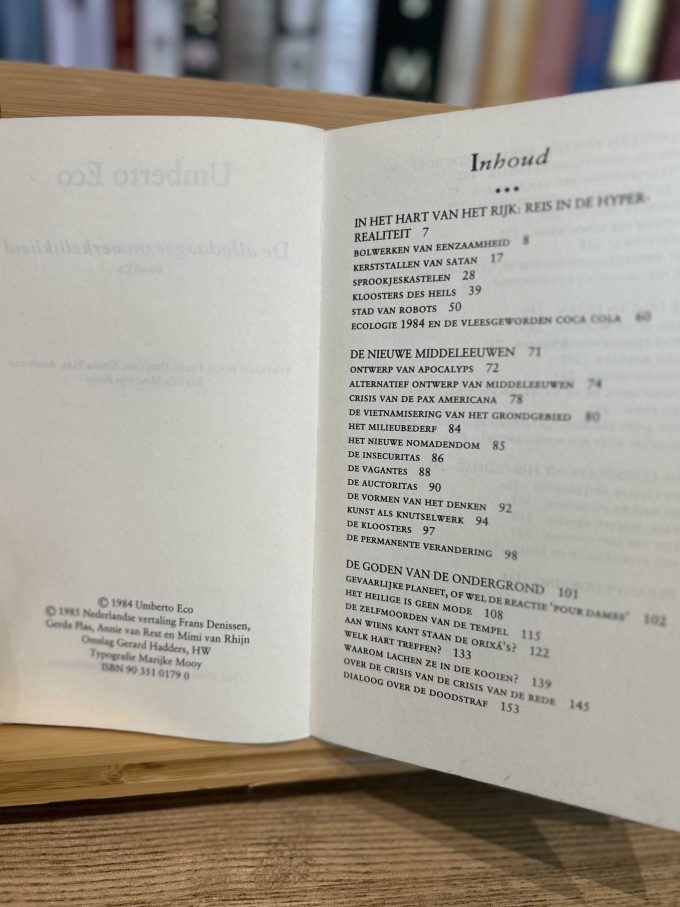 © 1984 Umberto Eco
© 1985 Nederlandse vertaling Frans Denissen,
Gerda Plas, Annie van Rest en Mimi van Rhijn
Omslag Gerard Hadders, HW
Typografie Marijke Mooy
ISBN 90 351 0179 0
Inhoud
•••
IN HET HART VAN HET RIJK: REIS IN DE HYPER-
REALITEIT 7
BOLWERKEN VAN EENZAAMHEID 8
KERSTSTALLEN VAN SATAN 17
SPROOKJESKASTELEN 28
KLOOSTERS DES HEILS 39
STAD VAN ROBOTS 50
ECOLOGIE 1984 EN DE VLEESGEWORDEN COCA COLA 60
DE NIEUWE MIDDELEEUWEN 71
ONTWERP VAN APOCALYPS 72
ALTERNATIEF ONTWERP VAN MIDDELEEUWEN 74
CRISIS VAN DE PAX AMERICANA 78
DE VIETNAMISERING VAN HET GRONDGEBIED 80
HET MILIEUBEDERF 84
HET NIEUWE NOMADENDOM 85
DE INSECURITAS 86
DE VAGANTES 88
DE AUCTORITAS 90
DE VORMEN VAN HET DENKEN 92
KUNST ALS KNUTSELWERK 94
DE KLOOSTERS 97
DE PERMANENTE VERANDERING 98
DE GODEN VAN DE ONDERGROND 101
GEVAARLIJKE PLANEET, OF WEL DE REACTIE 'POUR DAMES' 102
HET HEILIGE IS GEEN MODE 108
DE ZELFMOORDEN VAN DE TEMPEL 115
AAN WIENS KANT STAAN DE ORIXÁ'S? 122
WELK HART TREFFEN? 133
WAAROM LACHEN ZE IN DIE KOOIEN? 139
OVER DE CRISIS VAN DE CRISIS VAN DE REDE 145
DIALOOG OVER DE DOODSTRAF 153